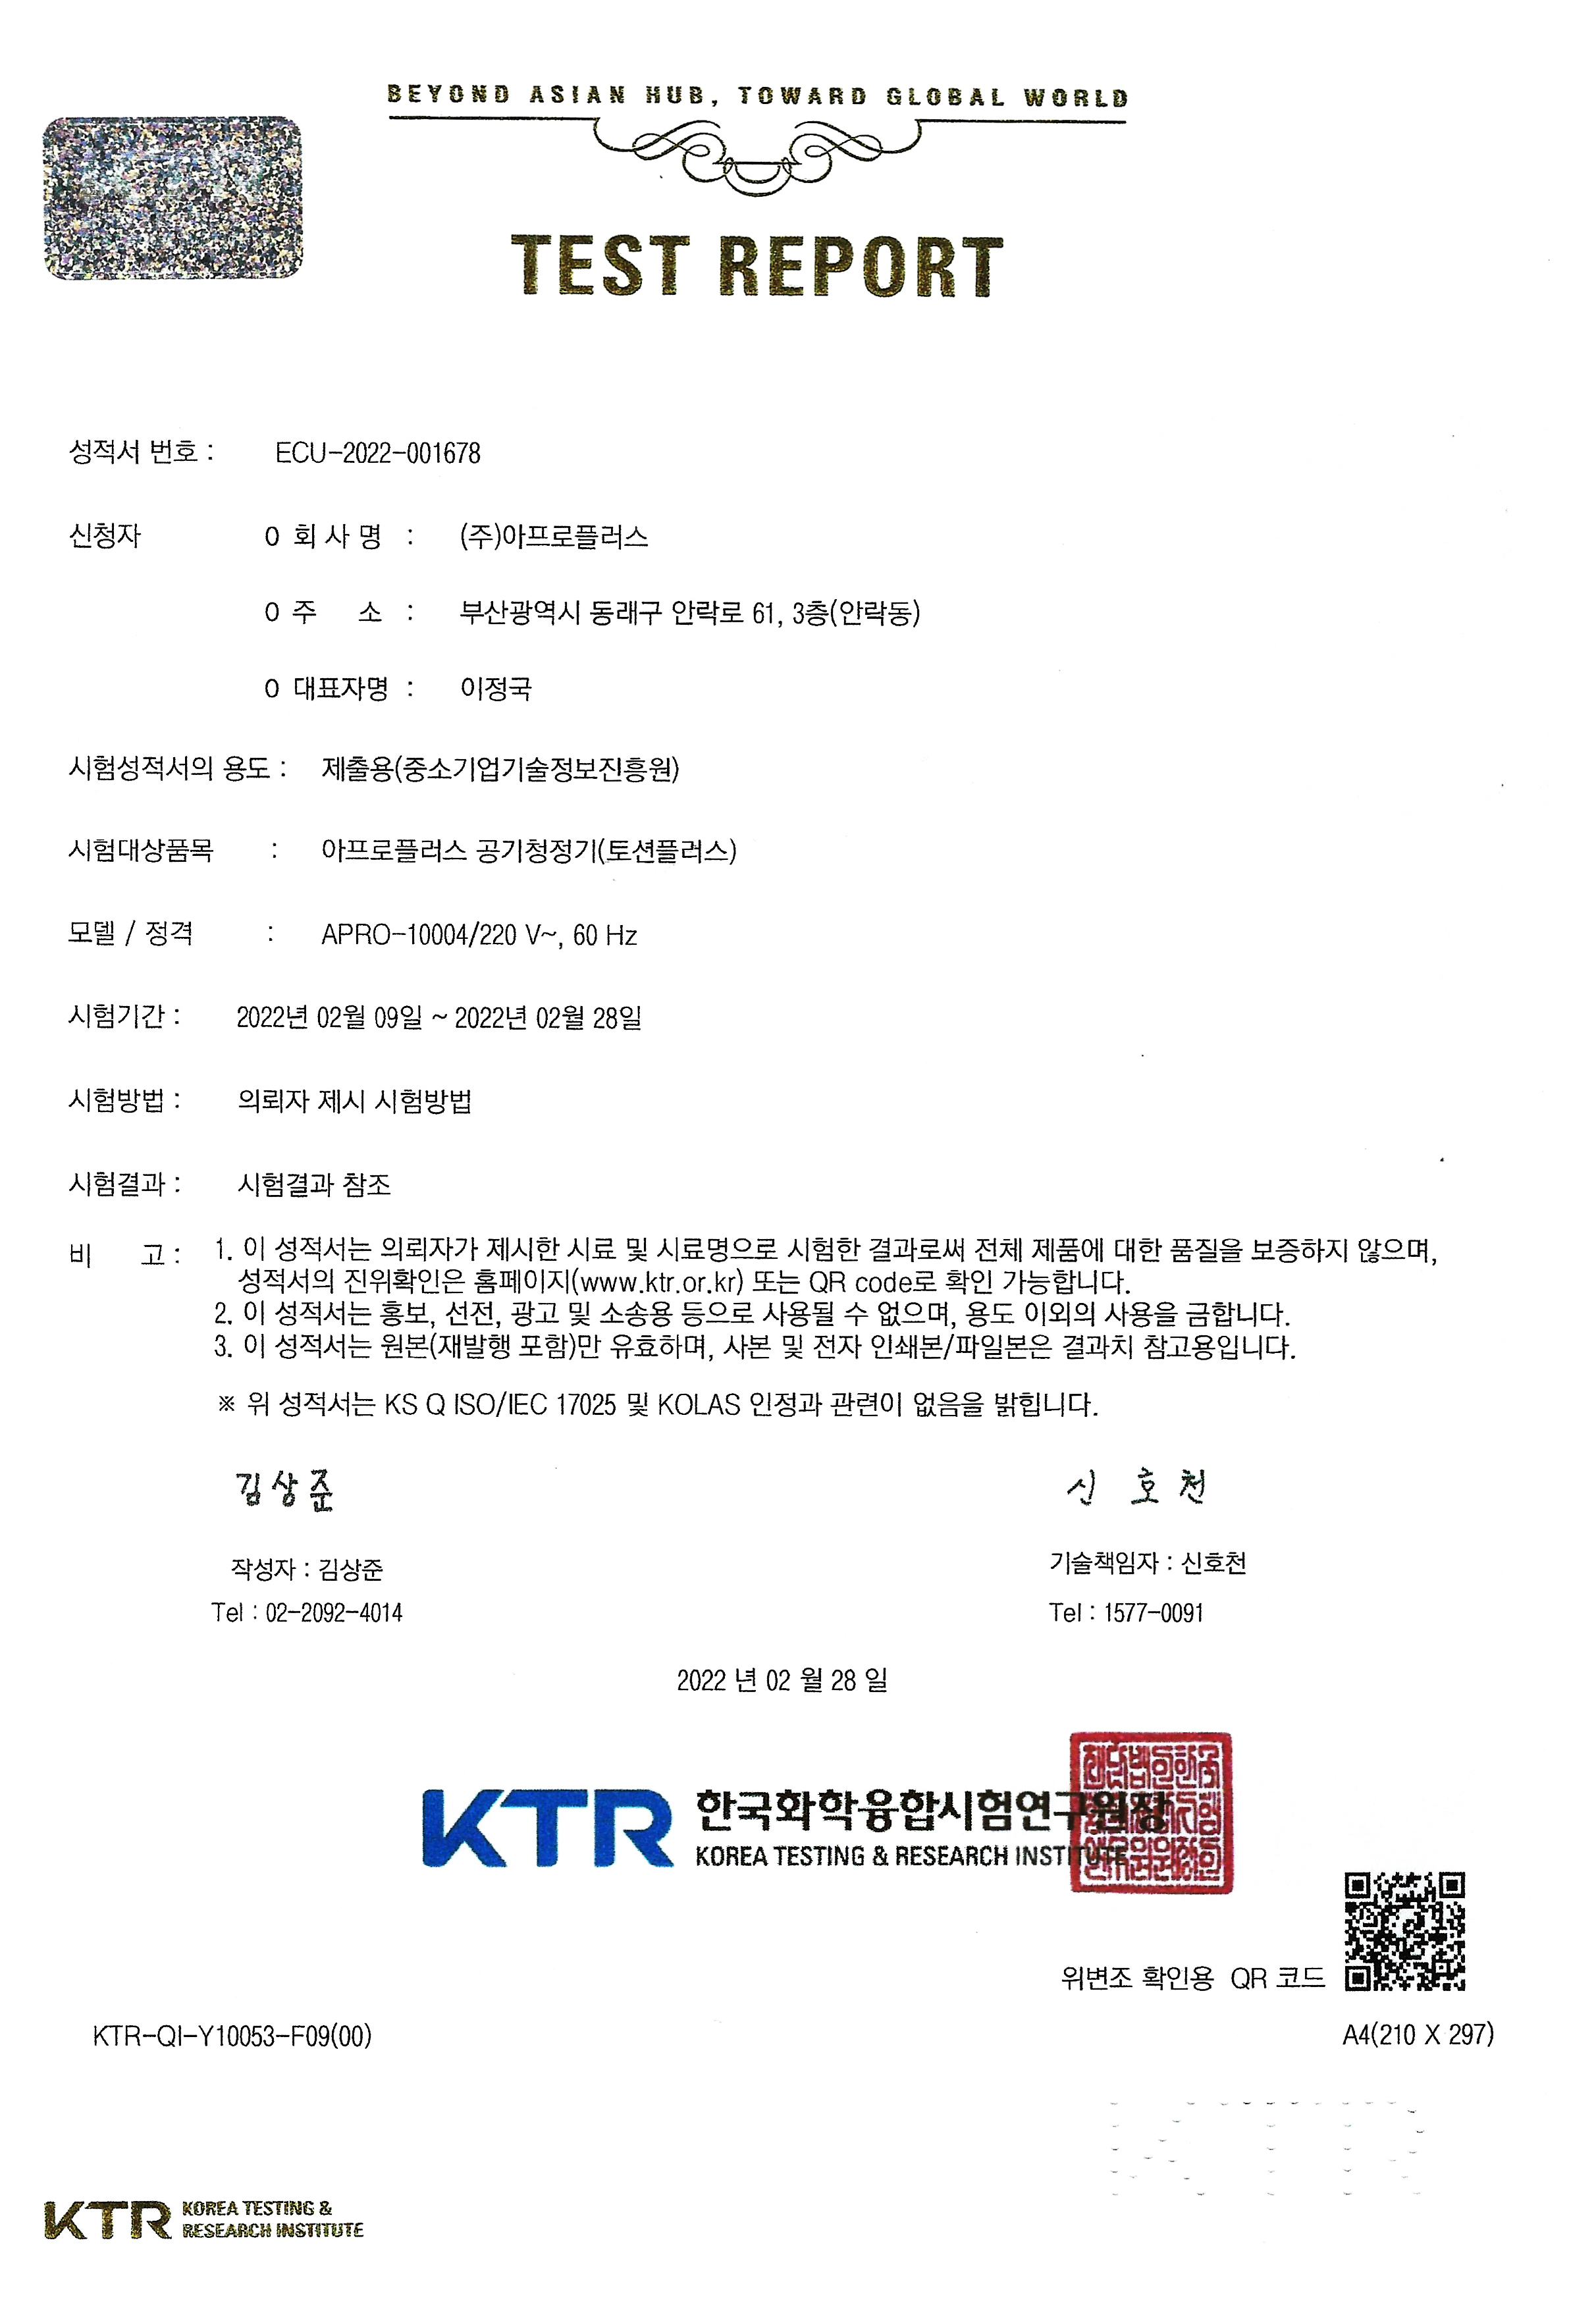 BEYOND ASIAN HUB, TOWARD GLOBAL WORLD
TEST REPORT
성적서 번호 : ECU-2022-001678
신청자 0 회 사 명 : (주)아프로플러스
0 주 소 : 부산광역시 동래구 안락로 61, 3층(안락동)
0 대표자명 : 이정국
시험성적서의 용도 : 제출용(중소기업기술정보진흥원)
시험대상품목 : 아프로플러스 공기청정기(토션플러스)
모델 / 정격 : APRO-10004/220 V~, 60 Hz
시험기간 : 2022년 02월 09일 ~ 2022년 02월 28일
시험방법 : 의뢰자 제시 시험방법
시험결과 : 시험결과 참조
비 고 : 1. 이 성적서는 의뢰자가 제시한 시료 및 시료명으로 시험한 결과로써 전체 제품에 대한 품질을 보증하지 않으며,
성적서의 진위확인은 홈페이지(www.ktr.or.kr) 또는 QR code로 확인 가능합니다.
2. 이 성적서는 홍보, 선전, 광고 및 소송용 등으로 사용될 수 없으며, 용도 이외의 사용을 금합니다.
3. 이 성적서는 원본(재발행 포함)만 유효하며, 사본 및 전자 인쇄본/파일본은 결과치 참고용입니다.
※ 위 성적서는 KS Q ISO/IEC 17025 및 KOLAS 인정과 관련이 없음을 밝힙니다.
김상준 신 호 천
작성자 : 김상준 기술책임자 : 신호천
Tel : 02-2092-4014 Tel : 1577-0091
2022 년 02 월 28 일
KTR 한국화학융합시험연구원장
KOREA TESTING & RESEARCH INSTITUTE
위변조 확인용 QR 코드
KTR-QI-Y10053-F09(00) A4(210 X 297)
KTR
KTR KOREA TESTING &
RESEARCH INSTITUTE